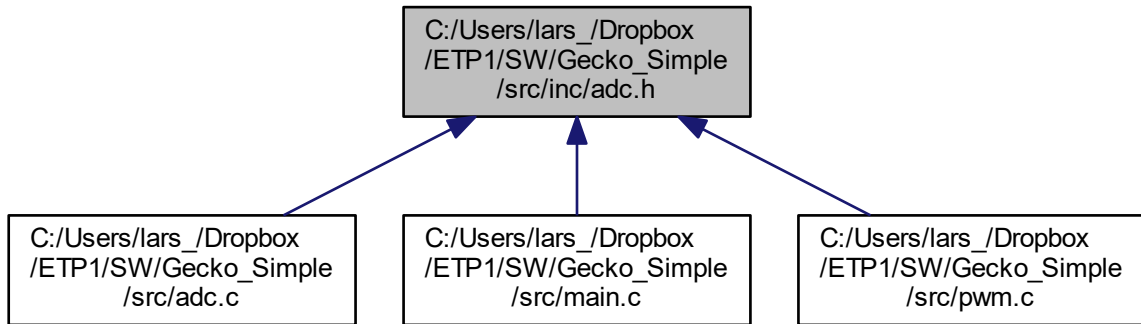 C:/Users/lars_/Dropbox
/ETP1/SW/Gecko_Simple
/src/inc/adc.h
C:/Users/lars_/Dropbox
/ETP1/SW/Gecko_Simple
/src/adc.c
C:/Users/lars_/Dropbox
/ETP1/SW/Gecko_Simple
/src/main.c
C:/Users/lars_/Dropbox
/ETP1/SW/Gecko_Simple
/src/pwm.c